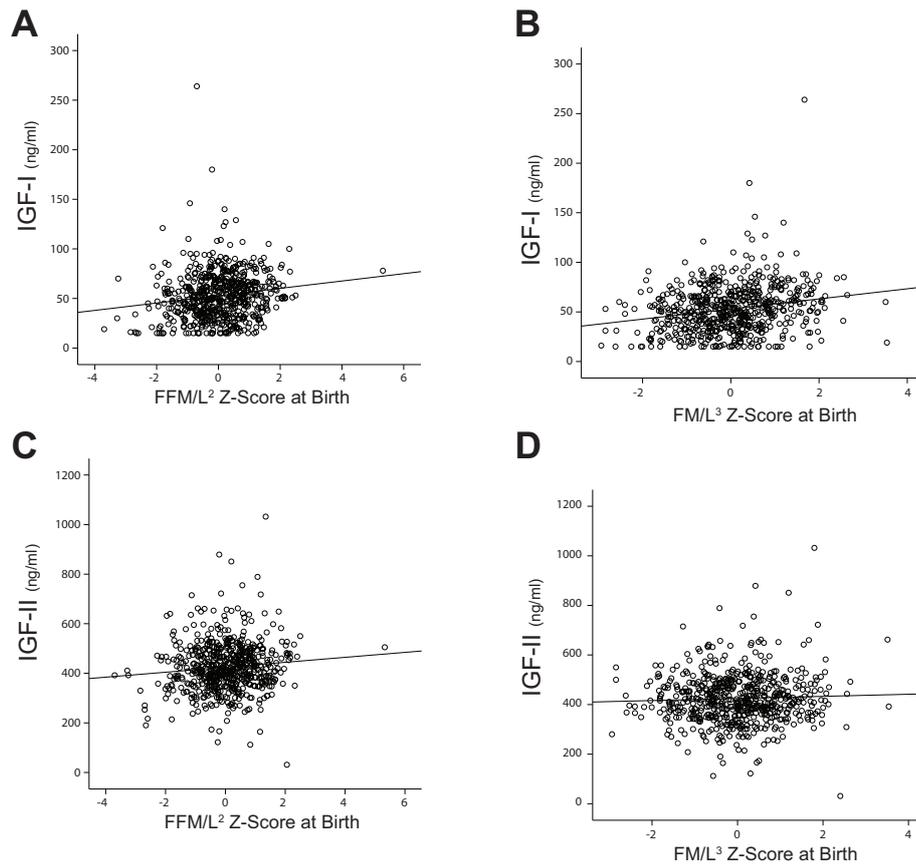 A
300
250
200
150
100
50
0
IGF-I (ng/ml)
-4 -2 0 2 4 6
FFM/L² Z-Score at Birth
B
300
250
200
150
100
50
0
IGF-I (ng/ml)
-2 0 2 4
FM/L³ Z-Score at Birth
C
1200
1000
800
600
400
200
0
IGF-II (ng/ml)
-4 -2 0 2 4 6
FFM/L² Z-Score at Birth
D
1200
1000
800
600
400
200
0
IGF-II (ng/ml)
-2 0 2 4
FM/L³ Z-Score at Birth